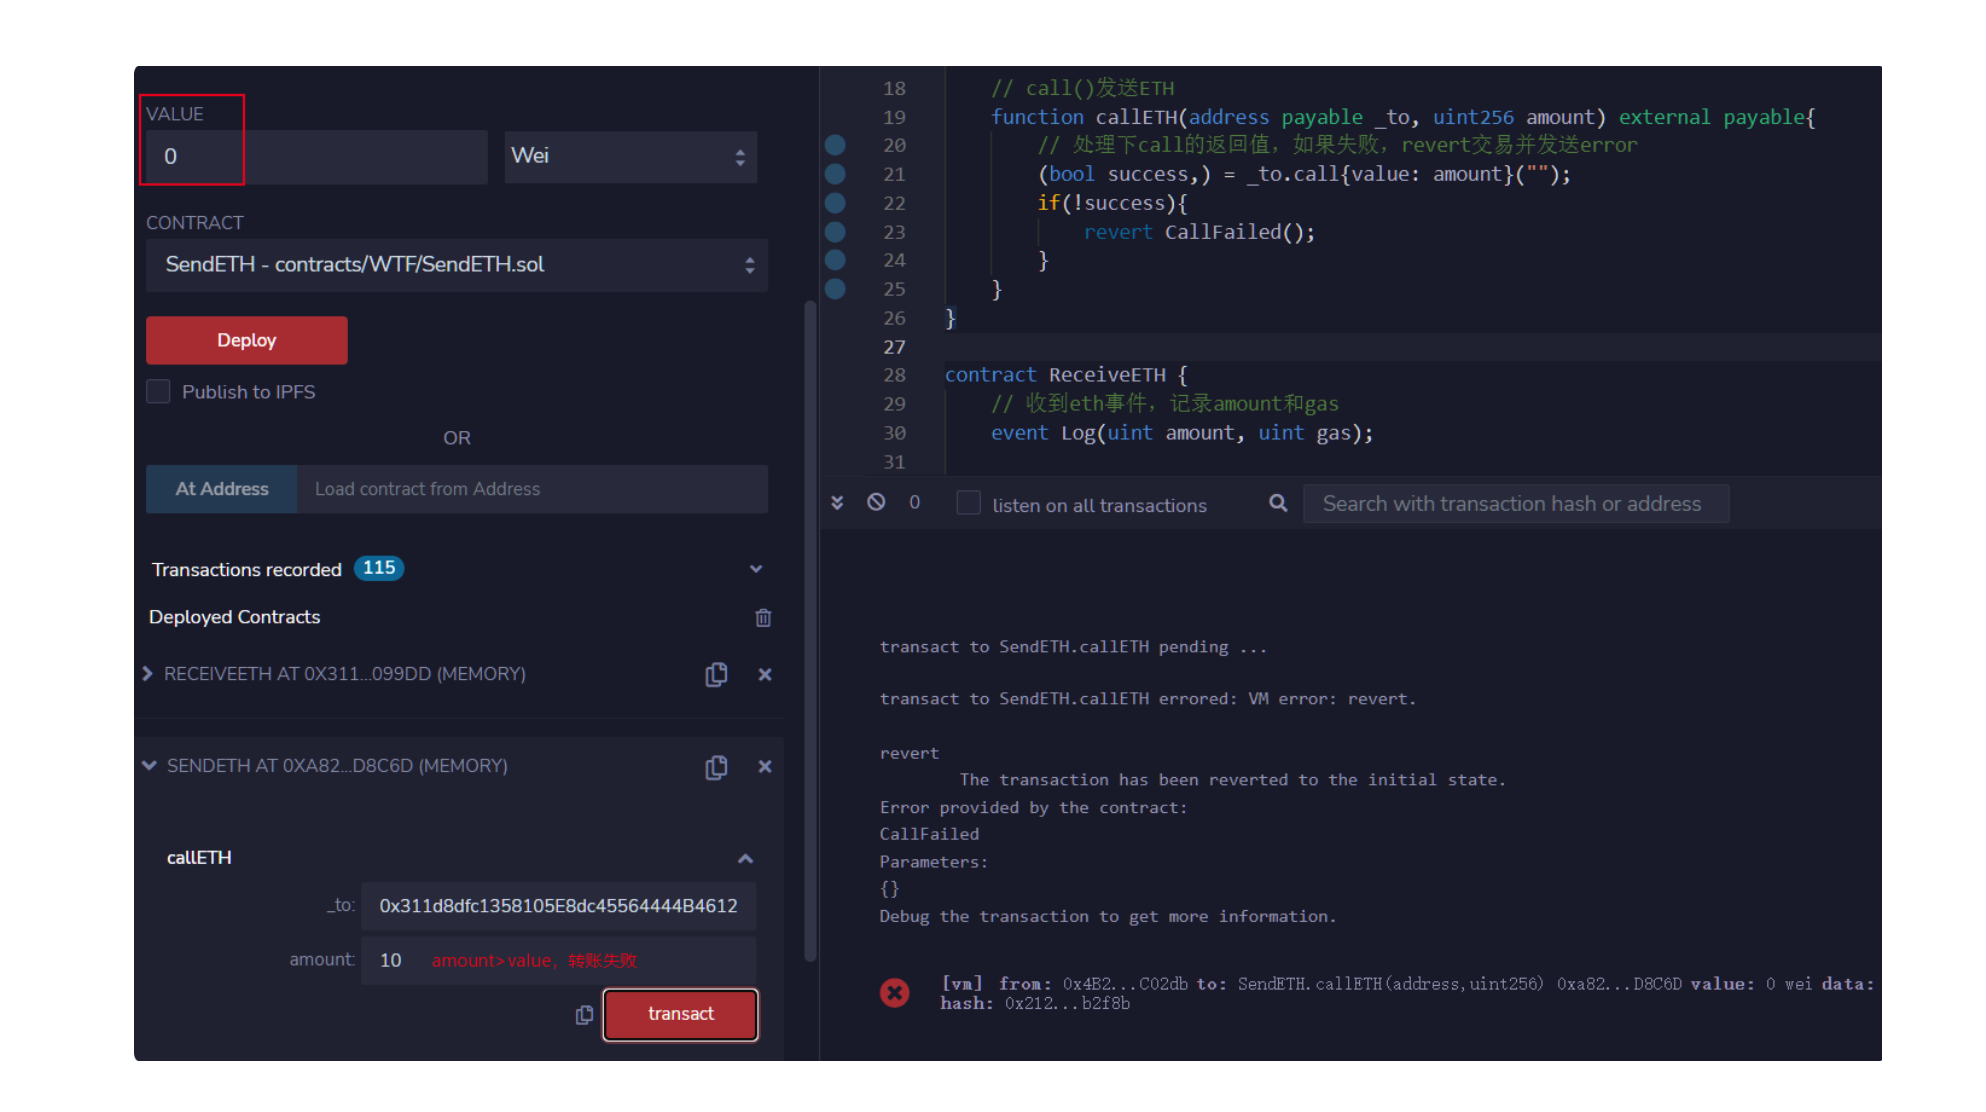 VALUE
0
Wei
CONTRACT
SendETH - contracts/WTF/SendETH.sol
Deploy
Publish to IPFS
OR
At Address
Load contract from Address
Transactions recorded 115
Deployed Contracts
RECEIVEETH AT 0X311...099DD (MEMORY)
SENDETH AT 0XA82...D8C6D (MEMORY)
callETH
_to: 0x311d8dfc1358105E8dc45564444B4612
amount: 10 amount>value，转账失败
transact
18 // call()发送ETH
19 function callETH(address payable _to, uint256 amount) external payable{
20 // 处理下call的返回值，如果失败，revert交易并发送error
21 (bool success,) = _to.call{value: amount}("");
22 if(!success){
23 revert CallFailed();
24 }
25 }
26 }
27
28 contract ReceiveETH {
29 // 收到eth事件，记录amount和gas
30 event Log(uint amount, uint gas);
31
0 listen on all transactions Search with transaction hash or address
transact to SendETH.callETH pending ...
transact to SendETH.callETH errored: VM error: revert.
revert
The transaction has been reverted to the initial state.
Error provided by the contract:
CallFailed
Parameters:
{}
Debug the transaction to get more information.
[vm] from: 0x4B2...C02db to: SendETH.callETH(address,uint256) 0xa82...D8C6D value: 0 wei data:
hash: 0x212...b2f8b